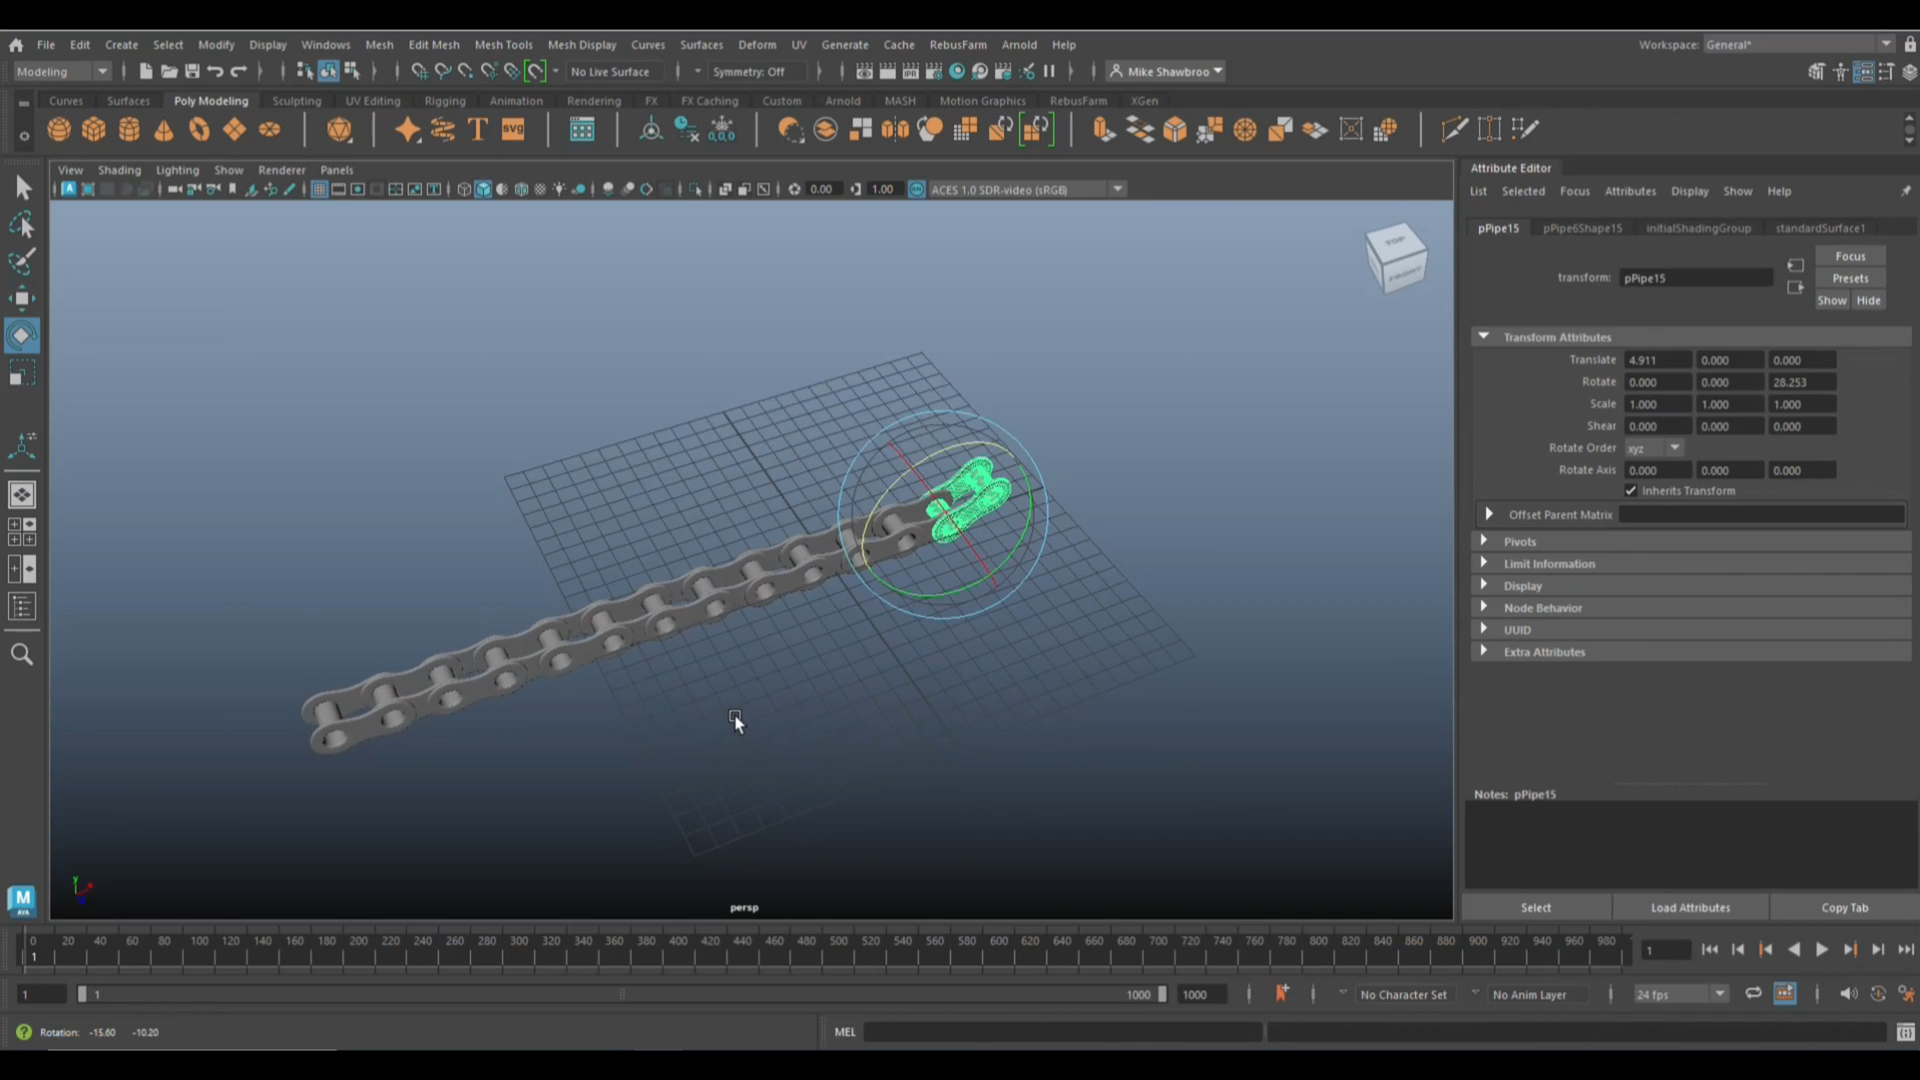 File Edit Create Select Modify Display Windows Mesh Edit Mesh Mesh Tools Mesh Display Curves Surfaces Deform UV Generate Cache RebusFarm Arnold Help Workspace: General*
Modeling No Live Surface Symmetry: Off IPR Mike Shawbroo
Curves Surfaces Poly Modeling Sculpting UV Editing Rigging Animation Rendering FX FX Caching Custom Arnold MASH Motion Graphics RebusFarm XGen
T SVG 0,0,0
View Shading Lighting Show Renderer Panels
0.00 1.00 ACES 1.0 SDR-video (sRGB)
Attribute Editor
List Selected Focus Attributes Display Show Help
pPipe15 pPipe6Shape15 initialShadingGroup standardSurface1
TOP
FRONT
transform: pPipe15
Focus
Presets
Show Hide
Transform Attributes
Translate 4.911 0.000 0.000
Rotate 0.000 0.000 28.253
Scale 1.000 1.000 1.000
Shear 0.000 0.000 0.000
Rotate Order xyz
Rotate Axis 0.000 0.000 0.000
Inherits Transform
Offset Parent Matrix
Pivots
Limit Information
Display
Node Behavior
UUID
Extra Attributes
Notes: pPipe15
Select Load Attributes Copy Tab
M
AYA
y
persp
0 20 40 60 80 100 120 140 160 180 200 220 240 260 280 300 320 340 360 380 400 420 440 460 480 500 520 540 560 580 600 620 640 660 680 700 720 740 760 780 800 820 840 860 880 900 920 940 960 980
1 1
1 1 1000 1000 No Character Set No Anim Layer 24 fps
Rotation: -15.60 -10.20 MEL